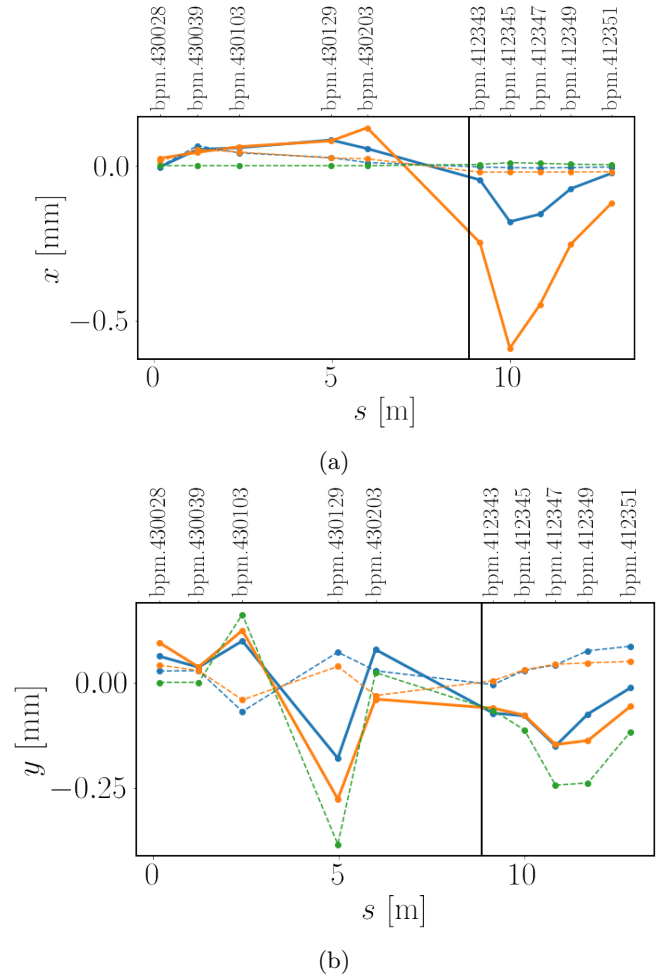 bpm.430028
bpm.430039
bpm.430103
bpm.430129
bpm.430203
bpm.412343
bpm.412345
bpm.412347
bpm.412349
bpm.412351
0.0
−0.5
x [mm]
0
5
10
s [m]
(a)
bpm.430028
bpm.430039
bpm.430103
bpm.430129
bpm.430203
bpm.412343
bpm.412345
bpm.412347
bpm.412349
bpm.412351
0.00
−0.25
y [mm]
0
5
10
s [m]
(b)